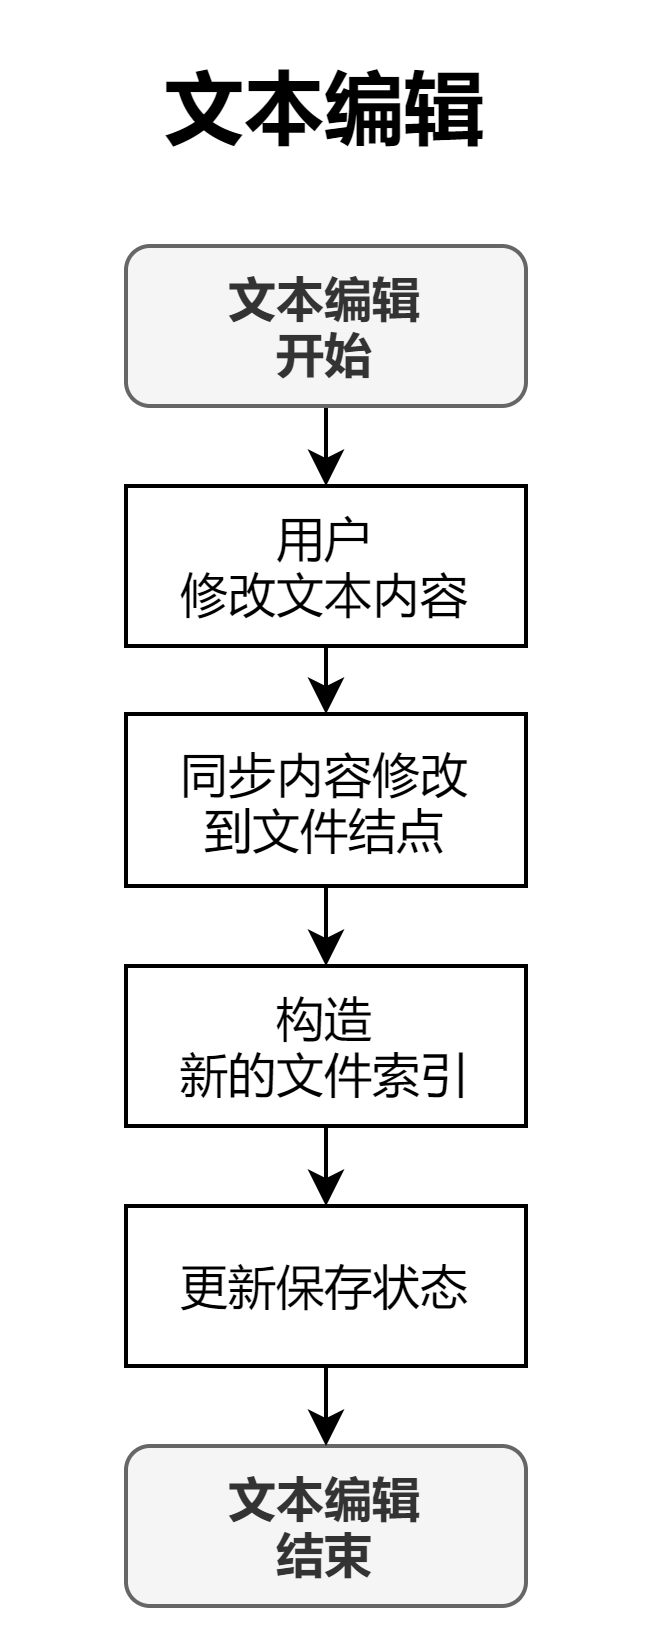 文本编辑
文本编辑
开始
用户
修改文本内容
同步内容修改
到文件结点
构造
新的文件索引
更新保存状态
文本编辑
结束